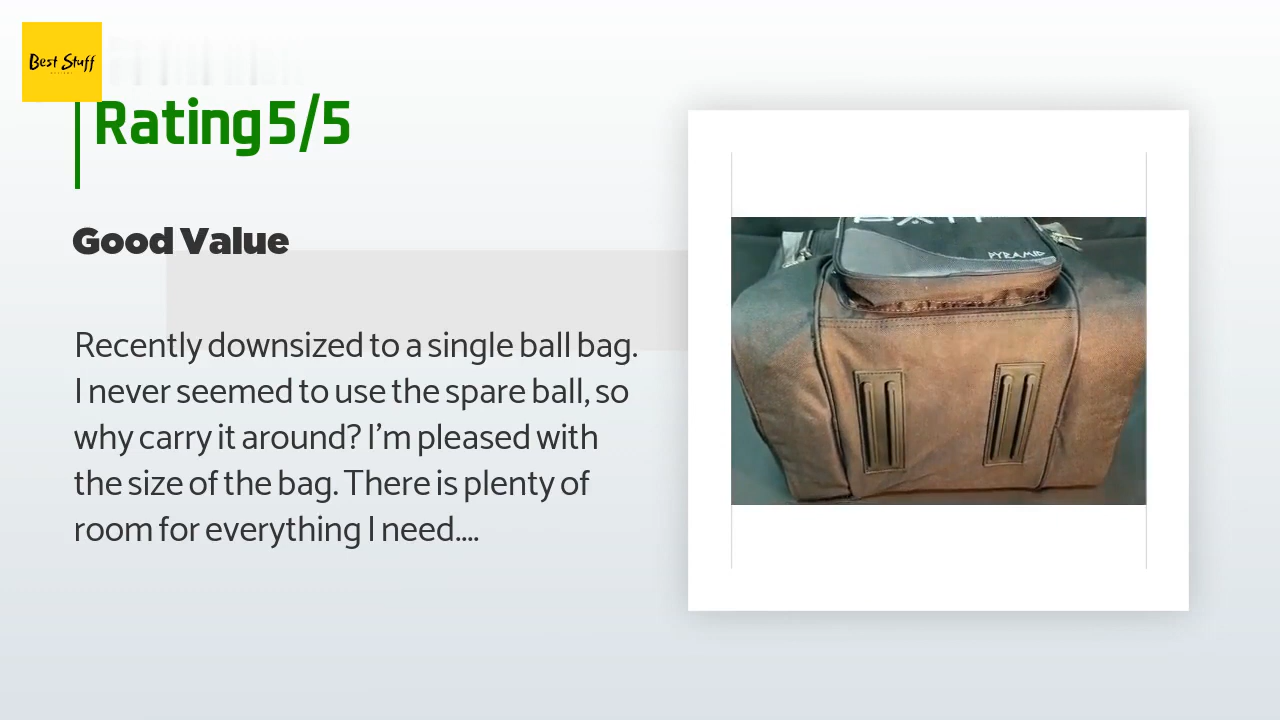 Best Stuff
Rating 5/5
Good Value
Recently downsized to a single ball bag.
I never seemed to use the spare ball, so
why carry it around? I'm pleased with
the size of the bag. There is plenty of
room for everything I need....
PYRAMID